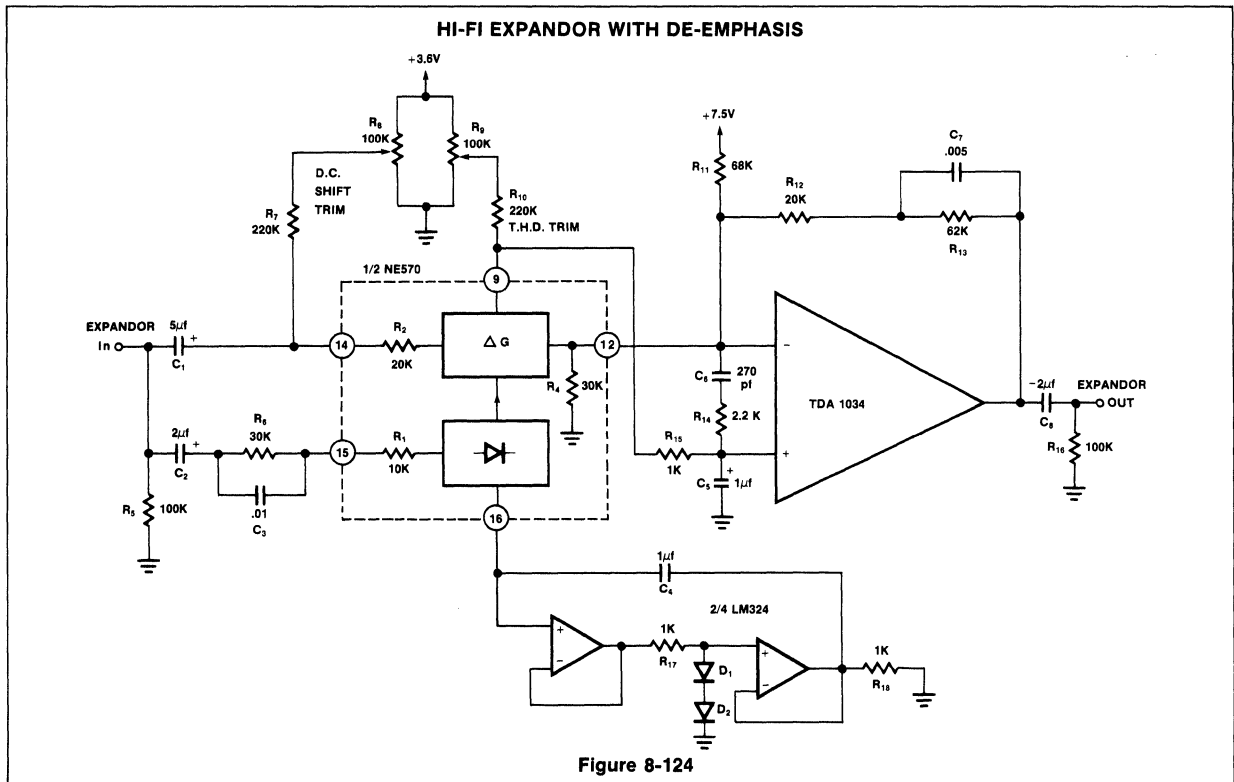 HI-FI EXPANDOR WITH DE-EMPHASIS
+3.6V
R8
100K
R9
100K
D.C.
SHIFT
TRIM
R7
220K
R10
220K
T.H.D. TRIM
+7.5V
R11
68K
R12
20K
C7
.005
62K
R13
1/2 NE570
9
EXPANDOR
In
5µf
+
C1
14
R2
20K
△ G
12
R4
30K
C6
270
pf
R14
2.2 K
R15
1K
C5
+
1µf
−
+
TDA 1034
-2µf
C8
EXPANDOR
OUT
R16
100K
2µf
+
C2
R6
30K
.01
C3
15
R1
10K
R5
100K
16
1µf
C4
2/4 LM324
+
−
1K
R17
D1
D2
+
−
1K
R18
Figure 8-124